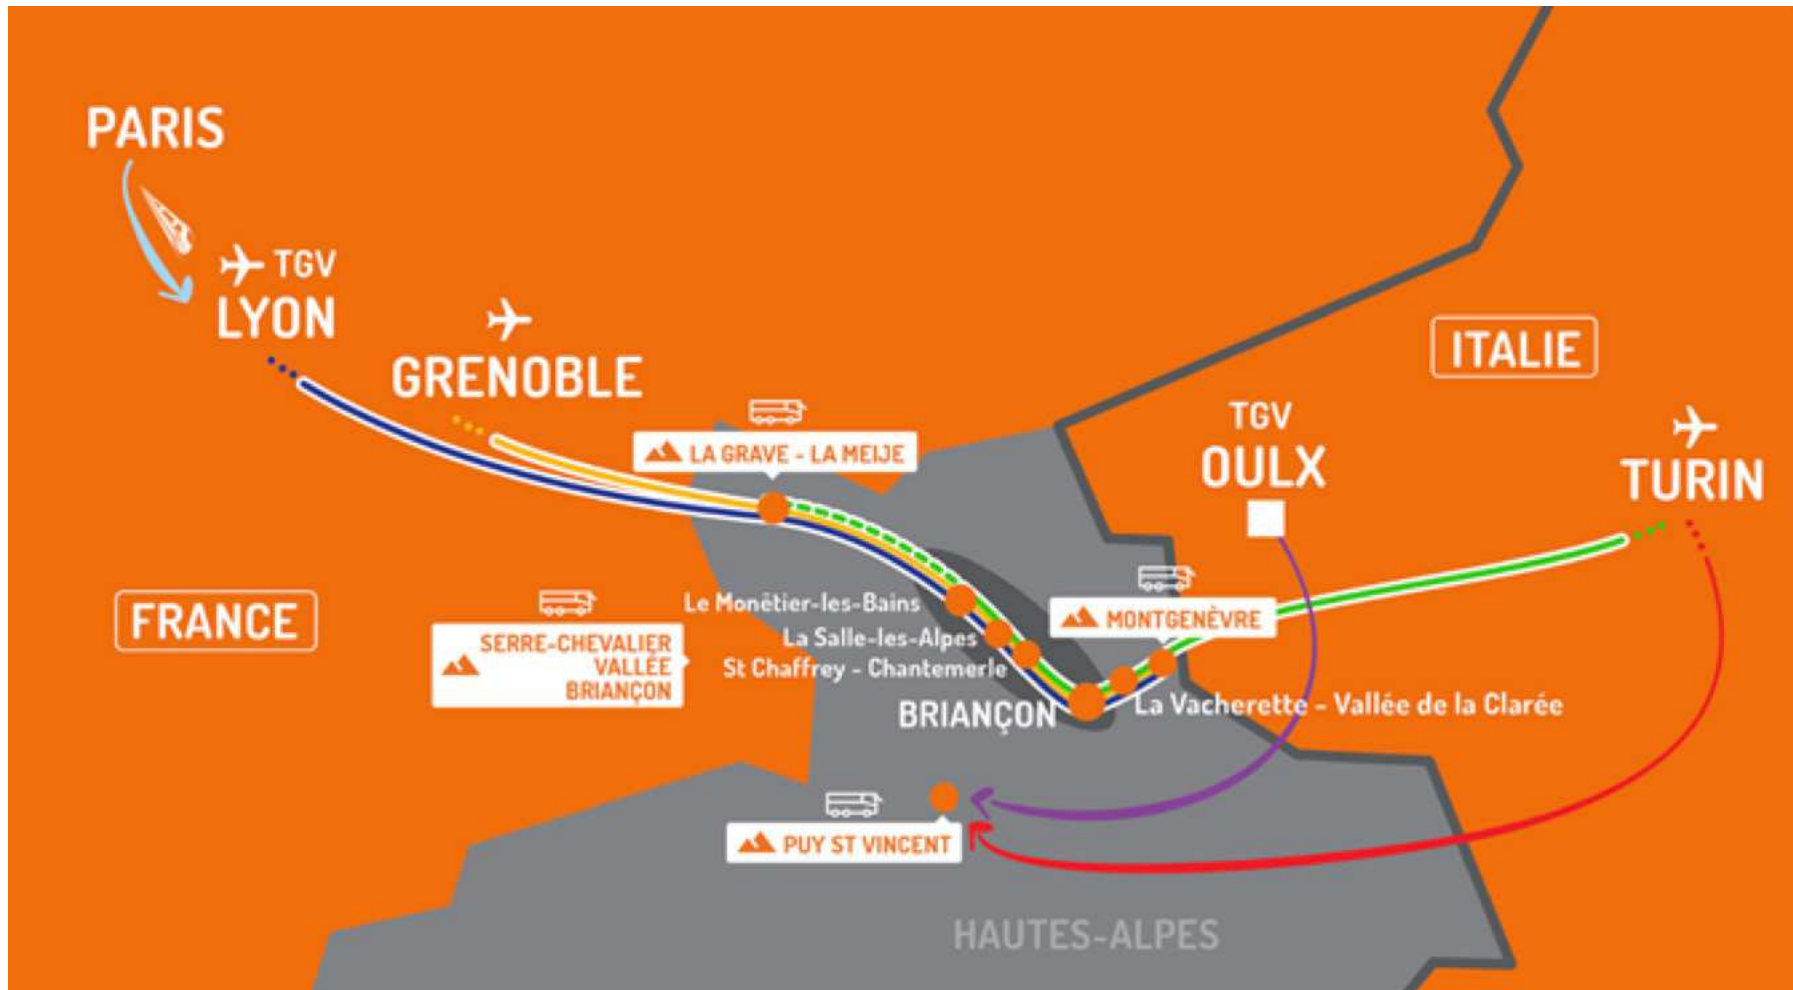 PARIS
TGV
LYON
GRENOBLE
ITALIE
TGV
OULX
TURIN
LA GRAVE - LA MEIJE
FRANCE
Le Monêtier-les-Bains
MONTGENÈVRE
SERRE-CHEVALIER
VALLÉE
BRIANÇON
La Salle-les-Alpes
St Chaffrey - Chantemerle
BRIANÇON
La Vacherette - Vallée de la Clarée
PUY ST VINCENT
HAUTES-ALPES